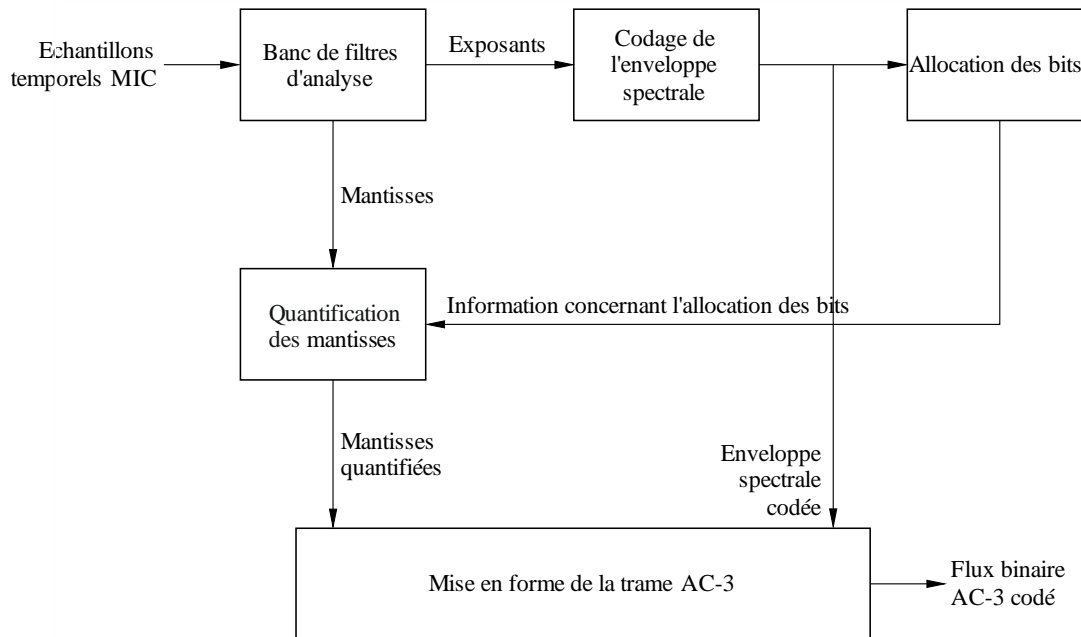 Echantillons
temporels MIC
Banc de filtres
d'analyse
Exposants
Codage de
l'enveloppe
spectrale
Allocation des bits
Mantisses
Quantification
des mantisses
Information concernant l'allocation des bits
Mantisses
quantifiées
Enveloppe
spectrale
codée
Mise en forme de la trame AC-3
Flux binaire
AC-3 codé